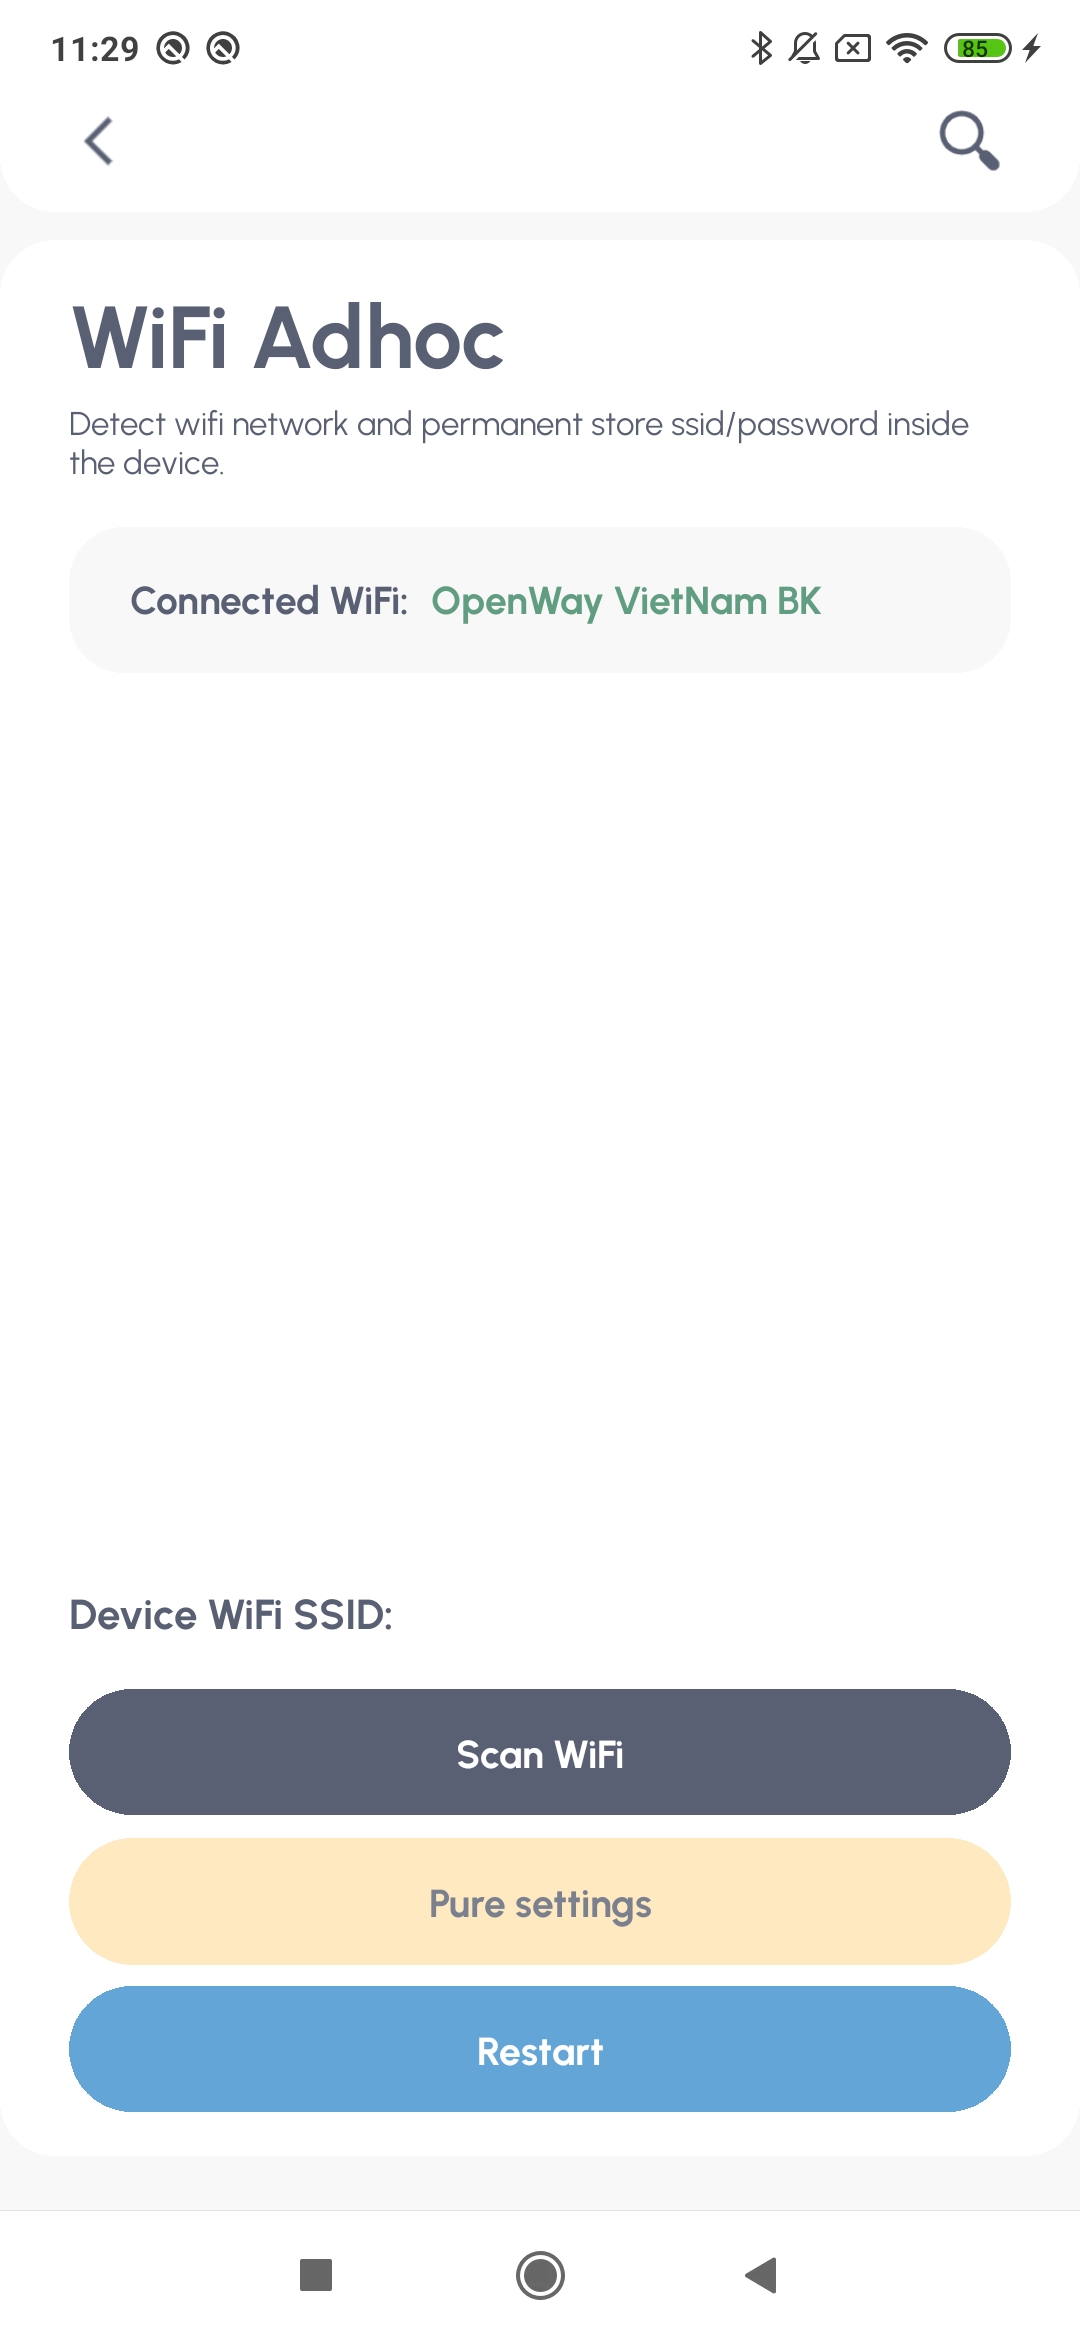 11:29
85
WiFi Adhoc
Detect wifi network and permanent store ssid/password inside
the device.
Connected WiFi: OpenWay VietNam BK
Device WiFi SSID:
Scan WiFi
Pure settings
Restart